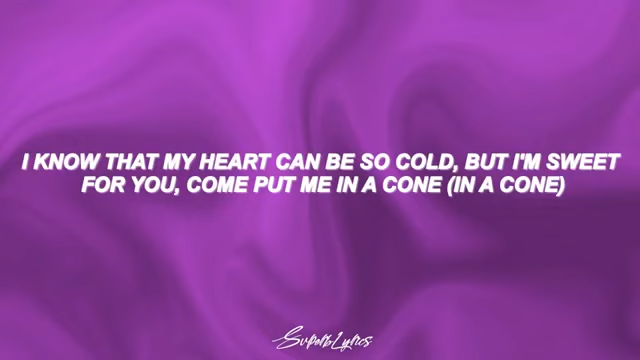 I KNOW THAT MY HEART CAN BE SO COLD, BUT I'M SWEET
FOR YOU, COME PUT ME IN A CONE (IN A CONE)
SuperbLyrics